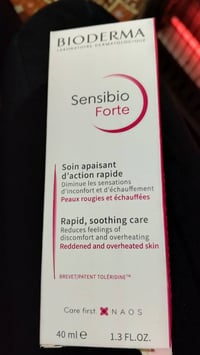 BIODERMA
LABORATOIRE DERMATOLOGIQUE
Sensibio
Forte
Soin apaisant
d'action rapide
Diminue les sensations
d'inconfort et d'échauffement
Peaux rougies et échauffées
Rapid, soothing care
Reduces feelings of
discomfort and overheating
Reddened and overheated skin
BREVET/PATENT TOLÉRIDINE™
Care first NAOS
40 ml e 1.3 FL.OZ.